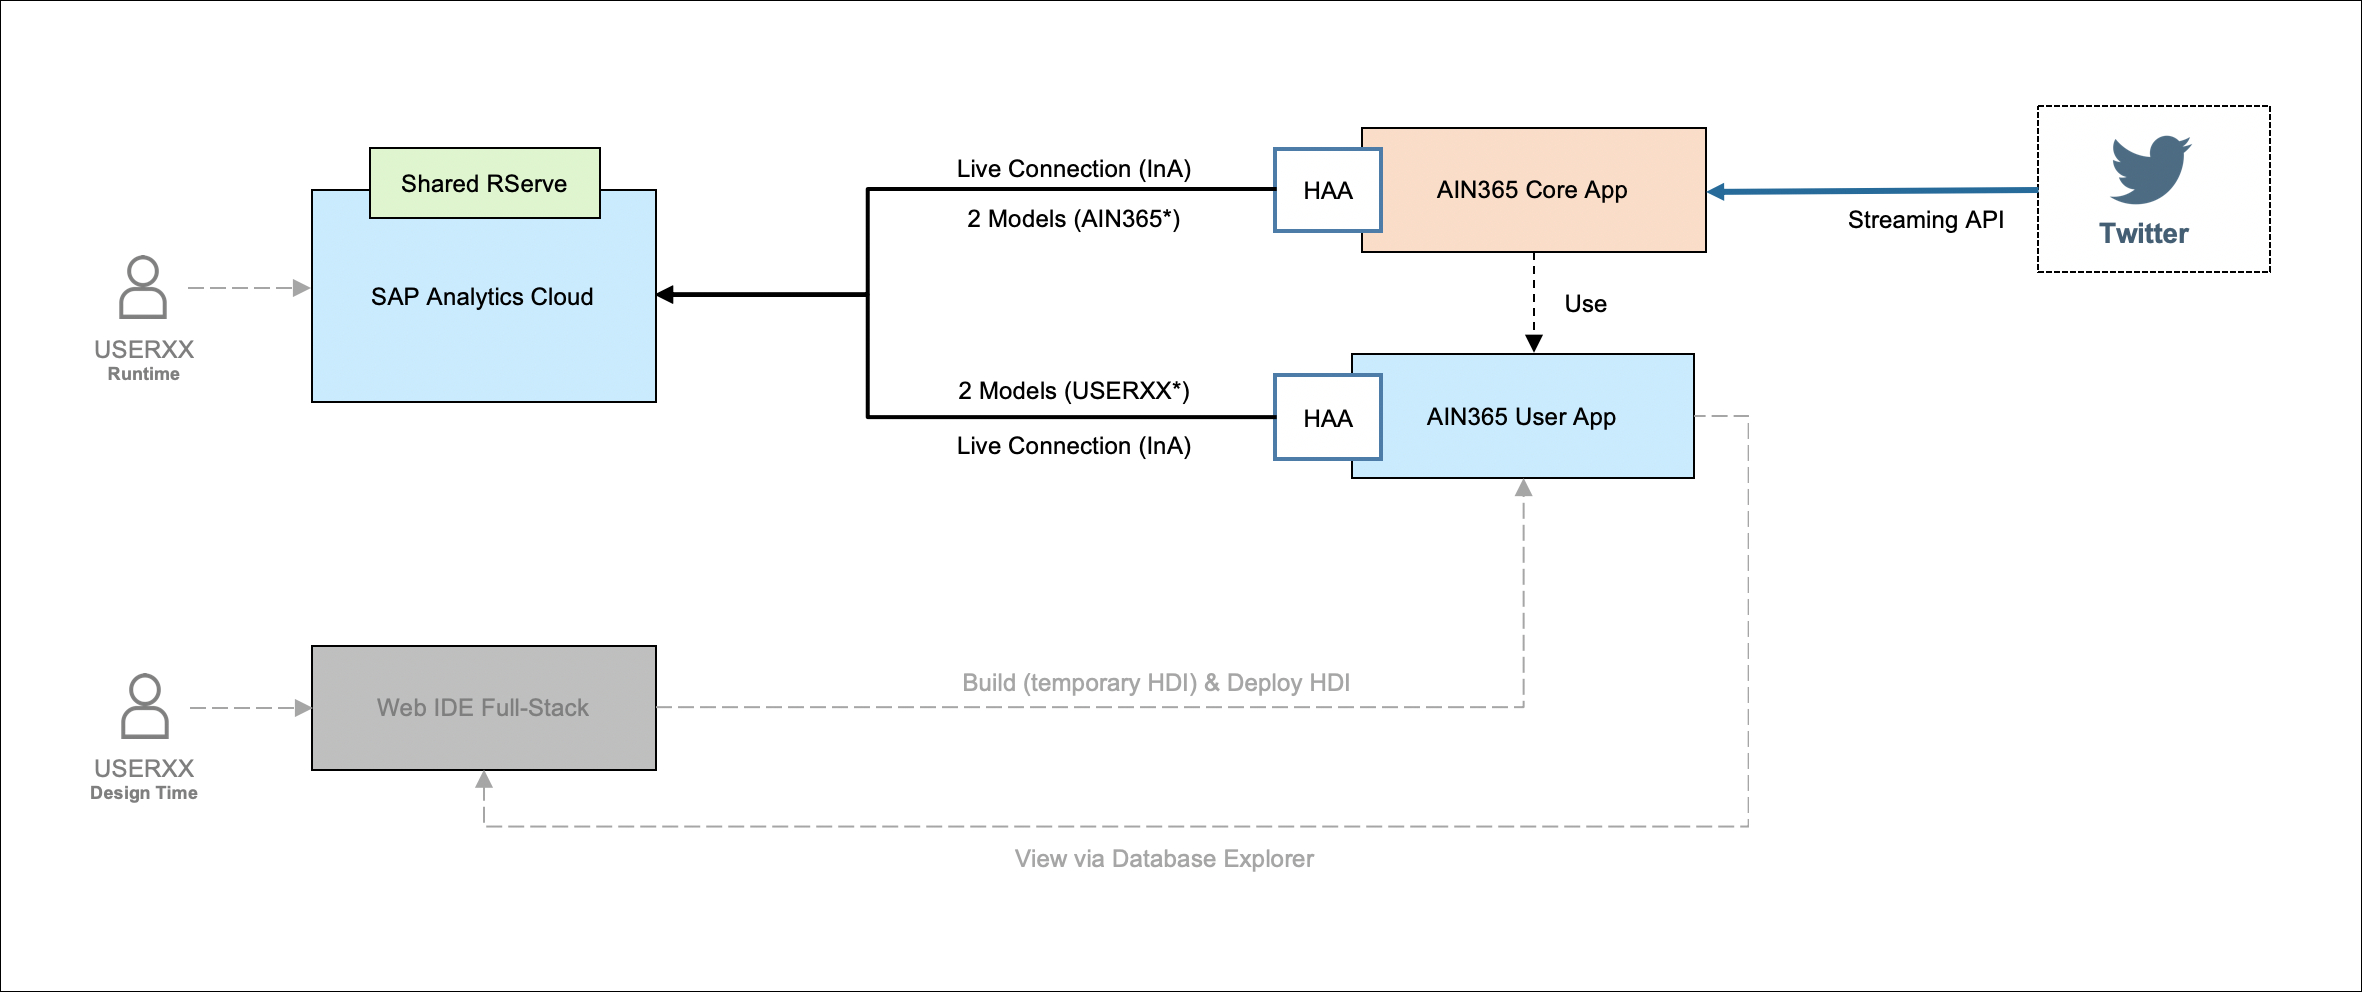 Shared RServe
SAP Analytics Cloud
USERXX
Runtime
Live Connection (InA)
2 Models (AIN365*)
HAA
AIN365 Core App
Streaming API
Twitter
Use
2 Models (USERXX*)
Live Connection (InA)
HAA
AIN365 User App
USERXX
Design Time
Web IDE Full-Stack
Build (temporary HDI) & Deploy HDI
View via Database Explorer